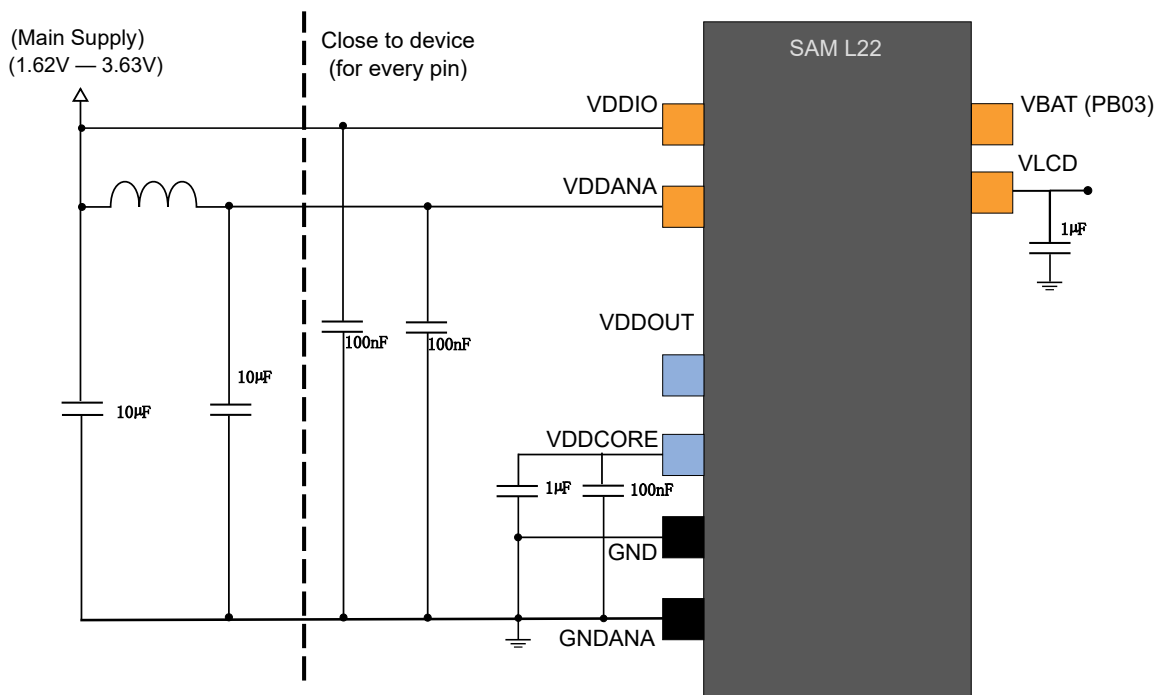 (Main Supply)
(1.62V — 3.63V)
Close to device
(for every pin)
SAM L22
VDDIO
VBAT (PB03)
VDDANA
VLCD
1µF
VDDOUT
100nF
100nF
10µF
10µF
VDDCORE
1µF
100nF
GND
GNDANA